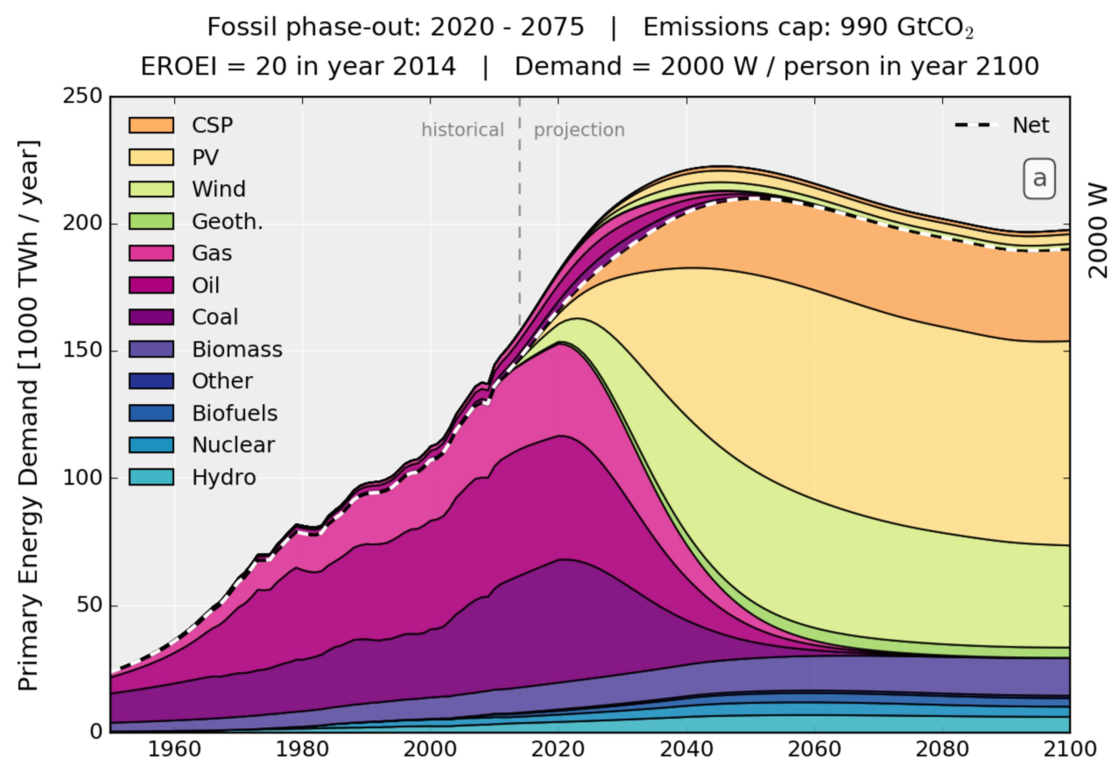 Fossil phase-out: 2020 - 2075 | Emissions cap: 990 GtCO₂
EROEI = 20 in year 2014 | Demand = 2000 W / person in year 2100
Primary Energy Demand [1000 TWh / year]
250
200
150
100
50
0
CSP
PV
Wind
Geoth.
Gas
Oil
Coal
Biomass
Other
Biofuels
Nuclear
Hydro
historical
projection
Net
a
2000 W
1960
1980
2000
2020
2040
2060
2080
2100